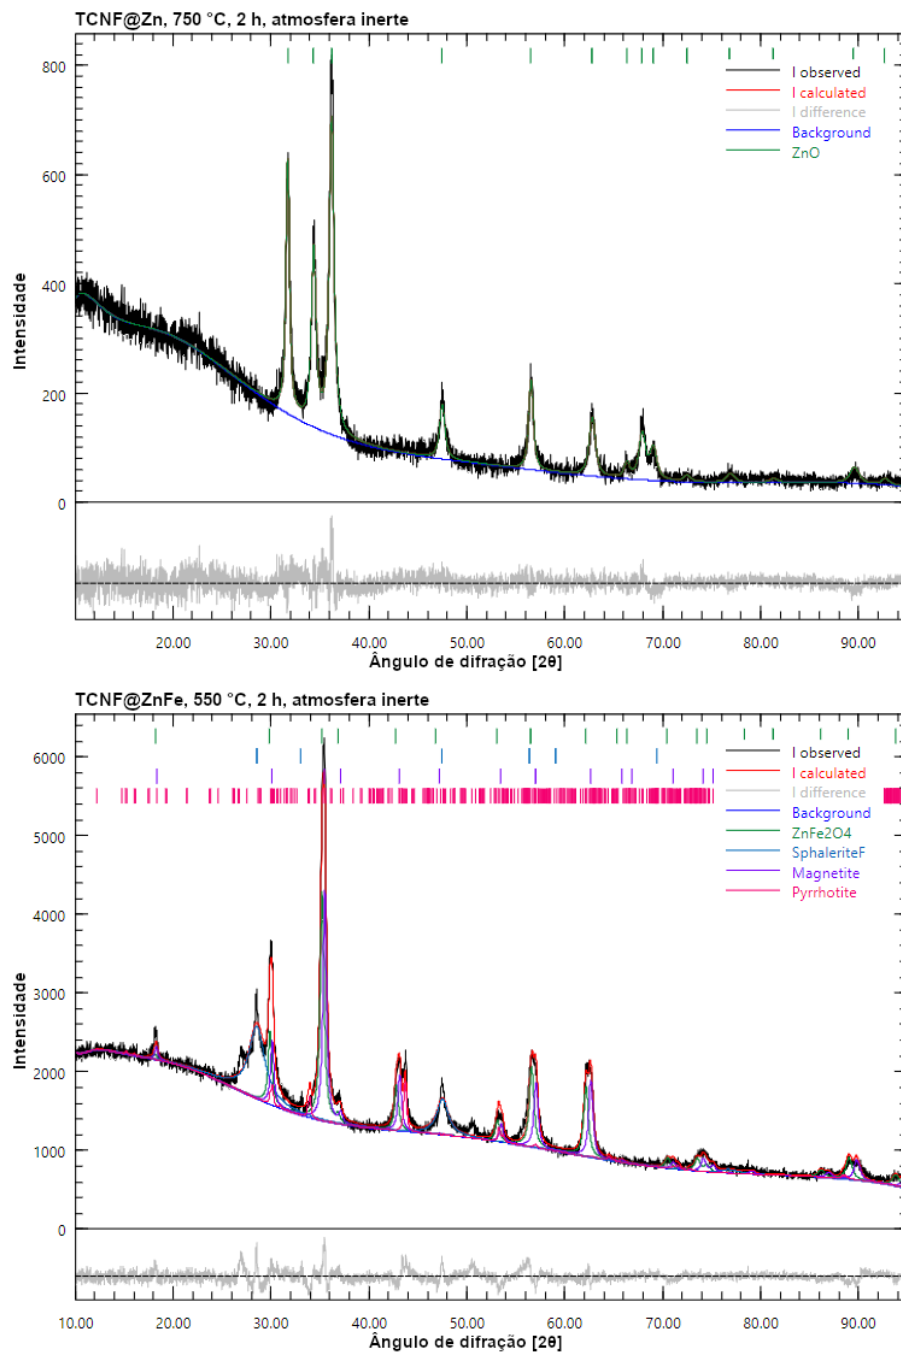 TCNF@Zn, 750 °C, 2 h, atmosfera inerte
800
600
400
200
0
Intensidade
I observed
I calculated
I difference
Background
ZnO
20.00 30.00 40.00 50.00 60.00 70.00 80.00 90.00
Ângulo de difração [2θ]
TCNF@ZnFe, 550 °C, 2 h, atmosfera inerte
6000
5000
4000
3000
2000
1000
0
Intensidade
I observed
I calculated
I difference
Background
ZnFe2O4
SphaleriteF
Magnetite
Pyrrhotite
10.00 20.00 30.00 40.00 50.00 60.00 70.00 80.00 90.00
Ângulo de difração [2θ]